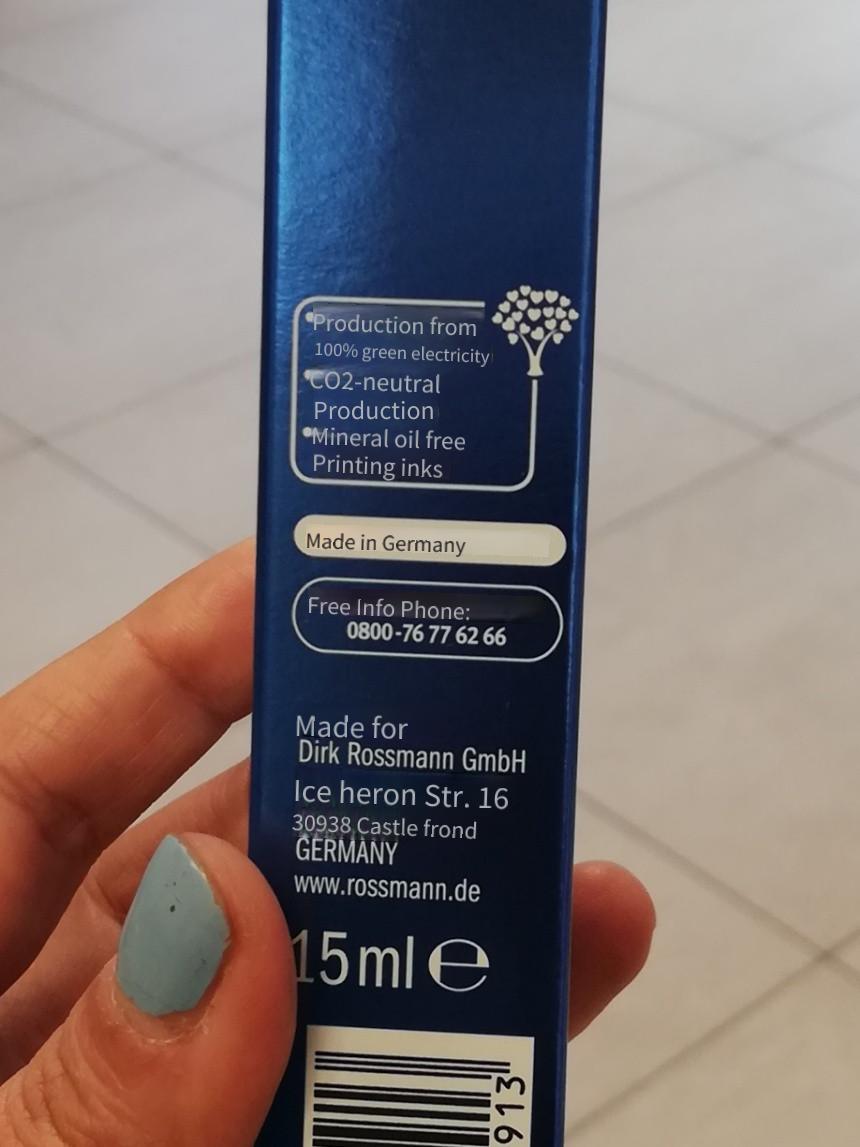 Production from
100% green electricity
CO2-neutral
Production
Mineral oil free
Printing inks
Made in Germany
Free Info Phone:
0800-76 77 62 66
Made for
Dirk Rossmann GmbH
Ice heron Str. 16
30938 Castle frond
GERMANY
www.rossmann.de
15 ml ℮
913